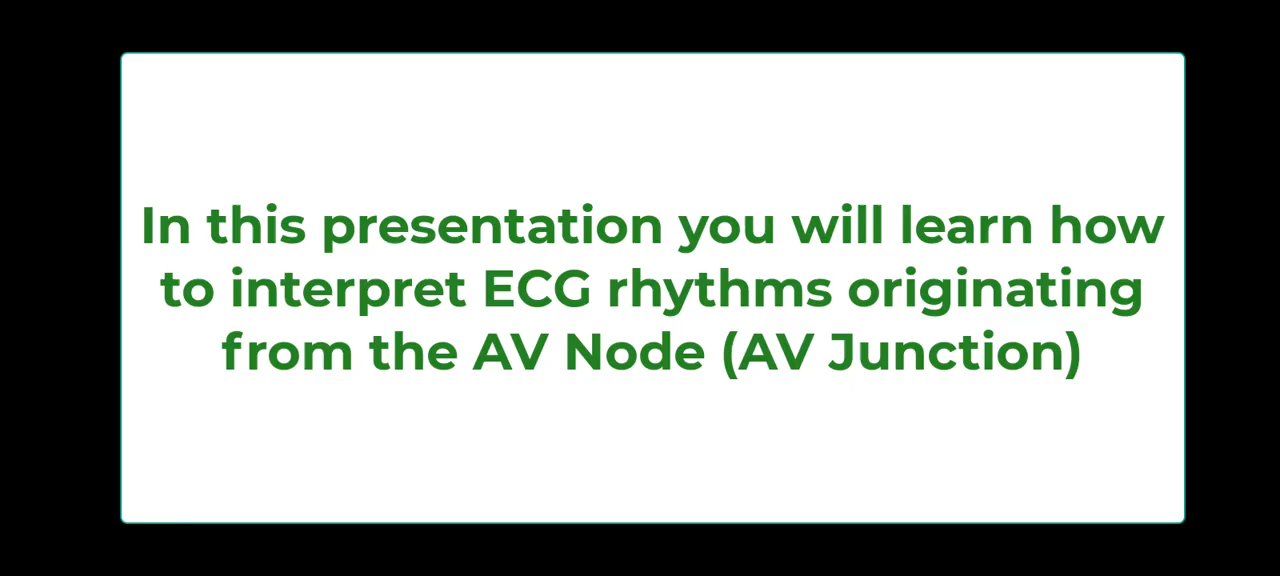 In this presentation you will learn how
to interpret ECG rhythms originating
from the AV Node (AV Junction)